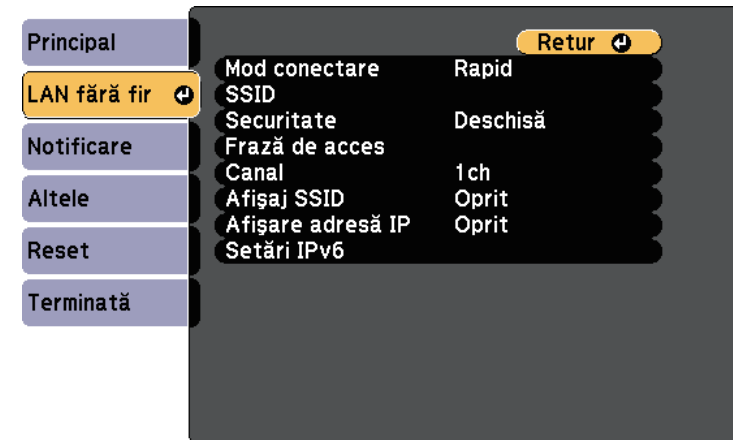 Principal
LAN fără fir
Notificare
Altele
Reset
Terminată
Retur
Mod conectare Rapid
SSID
Securitate Deschisă
Frază de acces
Canal 1ch
Afişaj SSID Oprit
Afişare adresă IP Oprit
Setări IPv6